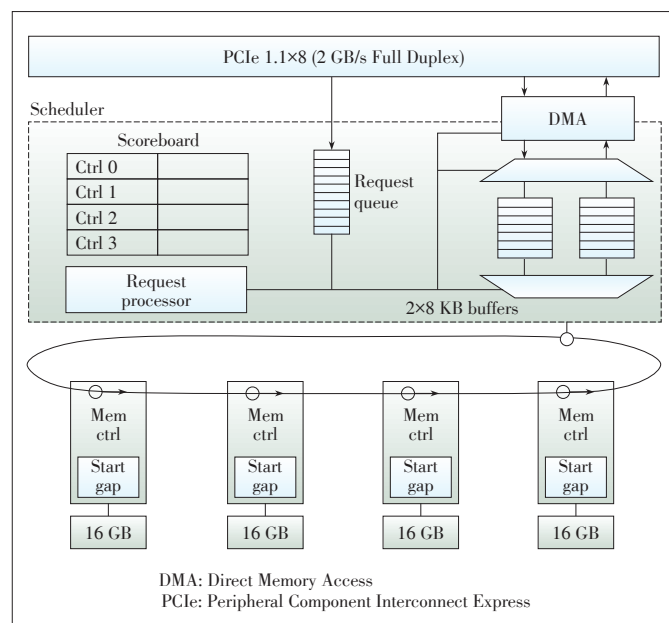 PCIe 1.1×8 (2 GB/s Full Duplex)
Scheduler
DMA
Scoreboard
Ctrl 0
Ctrl 1
Ctrl 2
Ctrl 3
Request
queue
Request
processor
2×8 KB buffers
Mem
ctrl
Start
gap
16 GB
Mem
ctrl
Start
gap
16 GB
Mem
ctrl
Start
gap
16 GB
Mem
ctrl
Start
gap
16 GB
DMA: Direct Memory Access
PCIe: Peripheral Component Interconnect Express